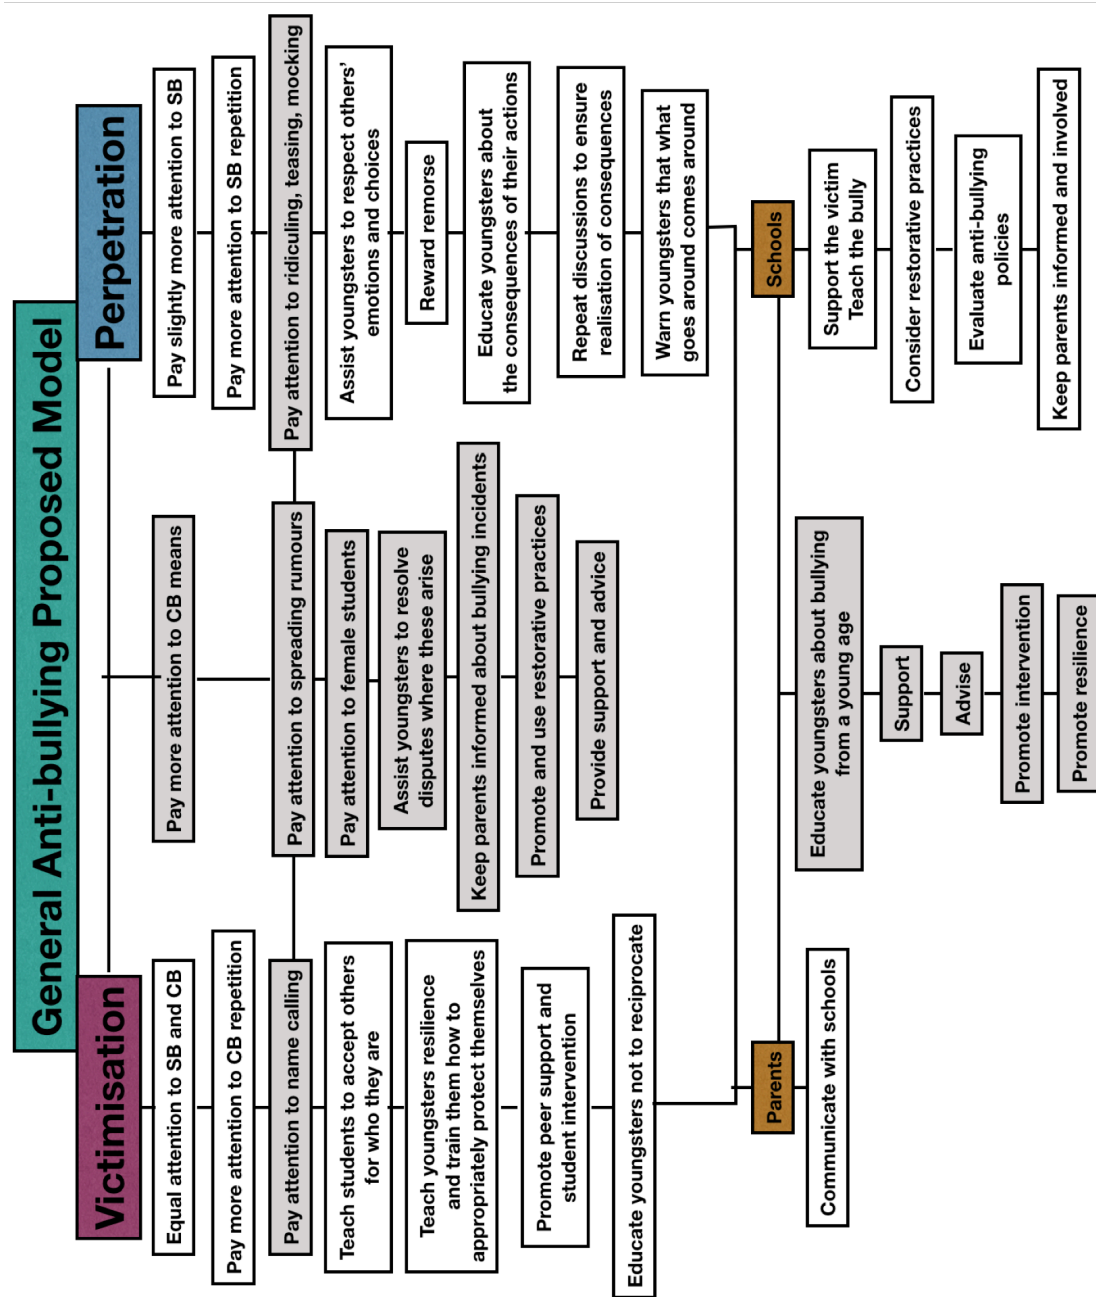 General Anti-bullying Proposed Model
Victimisation
Perpetration
Equal attention to SB and CB
Pay more attention to CB repetition
Pay attention to name calling
Teach students to accept others
for who they are
Teach youngsters resilience
and train them how to
appropriately protect themselves
Promote peer support and
student intervention
Educate youngsters not to reciprocate
Pay more attention to CB means
Pay attention to spreading rumours
Pay attention to female students
Assist youngsters to resolve
disputes where these arise
Keep parents informed about bullying incidents
Promote and use restorative practices
Provide support and advice
Pay slightly more attention to SB
Pay more attention to SB repetition
Pay attention to ridiculing, teasing, mocking
Assist youngsters to respect others’
emotions and choices
Reward remorse
Educate youngsters about
the consequences of their actions
Repeat discussions to ensure
realisation of consequences
Warn youngsters that what
goes around comes around
Parents
Communicate with schools
Educate youngsters about bullying
from a young age
Support
Advise
Promote intervention
Promote resilience
Schools
Support the victim
Teach the bully
Consider restorative practices
Evaluate anti-bullying
policies
Keep parents informed and involved